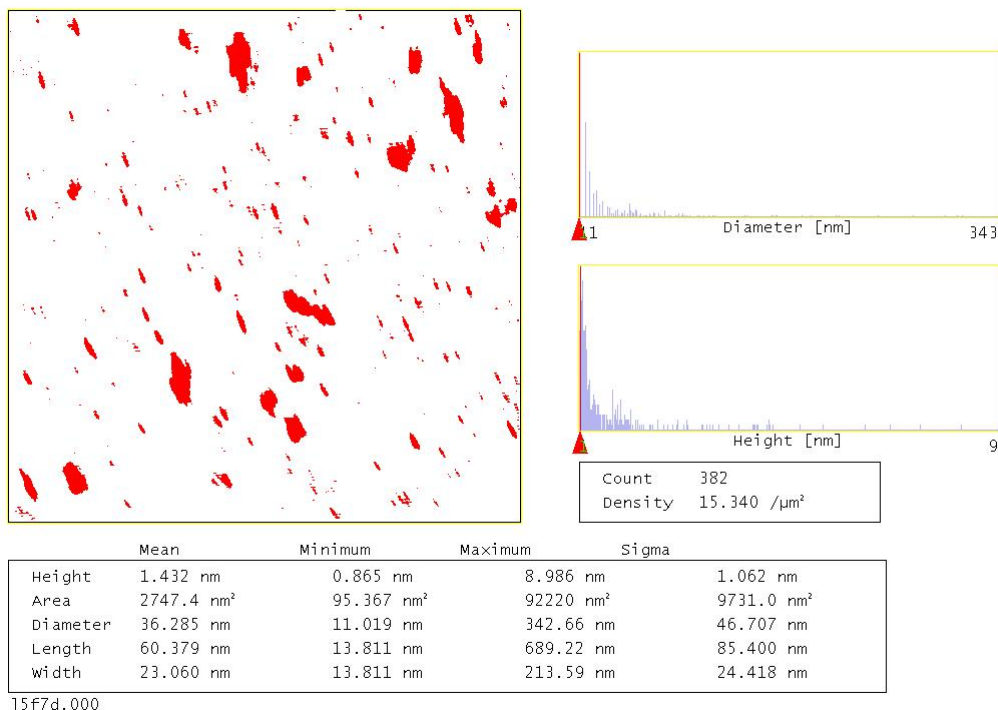 Diameter [nm]
11 343
Height [nm]
9
Count 382
Density 15.340 /µm²
Mean Minimum Maximum Sigma
Height 1.432 nm 0.865 nm 8.986 nm 1.062 nm
Area 2747.4 nm² 95.367 nm² 92220 nm² 9731.0 nm²
Diameter 36.285 nm 11.019 nm 342.66 nm 46.707 nm
Length 60.379 nm 13.811 nm 689.22 nm 85.400 nm
Width 23.060 nm 13.811 nm 213.59 nm 24.418 nm
15f7d.000